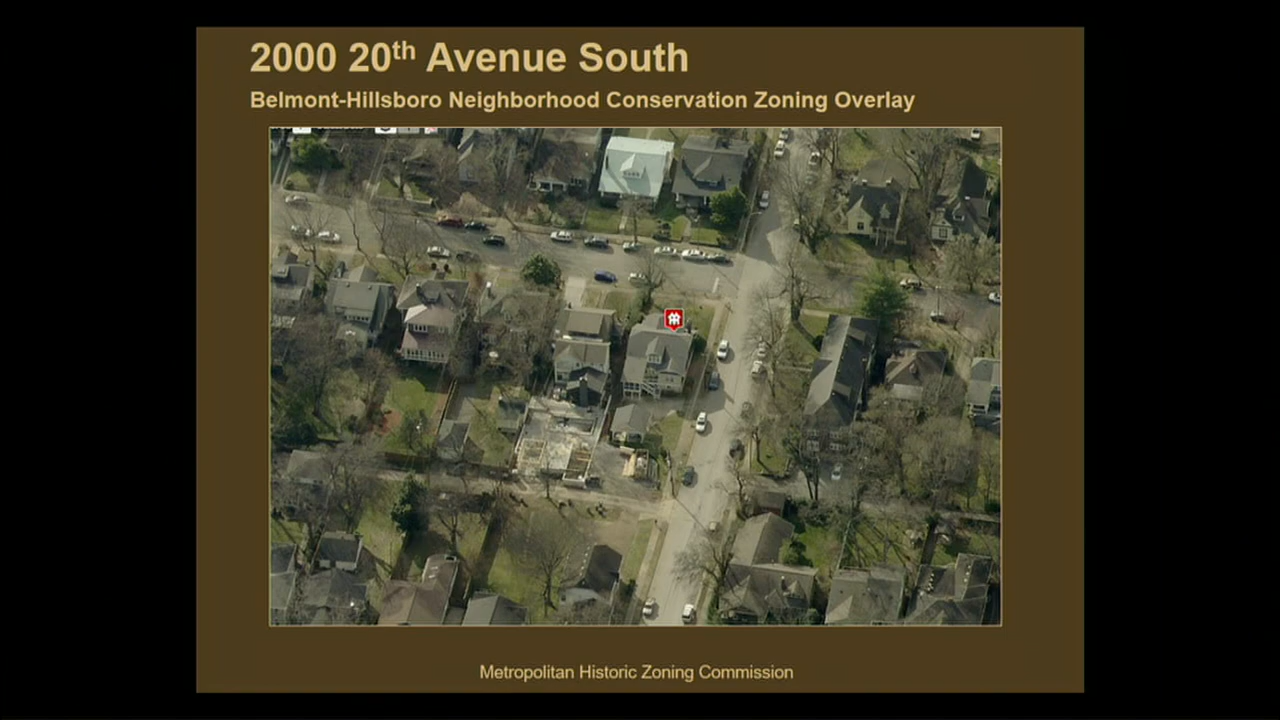 2000 20th Avenue South
Belmont-Hillsboro Neighborhood Conservation Zoning Overlay
Metropolitan Historic Zoning Commission